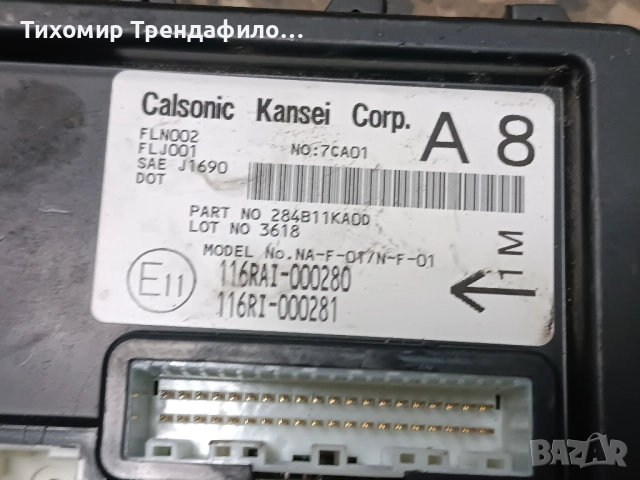 Тихомир Трендафило...
Calsonic Kansei Corp.
A 8
FLN002
FLJ001
NO:7CA01
SAE J1690
DOT
PART NO 284B11KA0D
LOT NO 3618
MODEL No.NA-F-01/N-F-01
1M
E11
116RAI-000280
116RI-000281
BAZAR